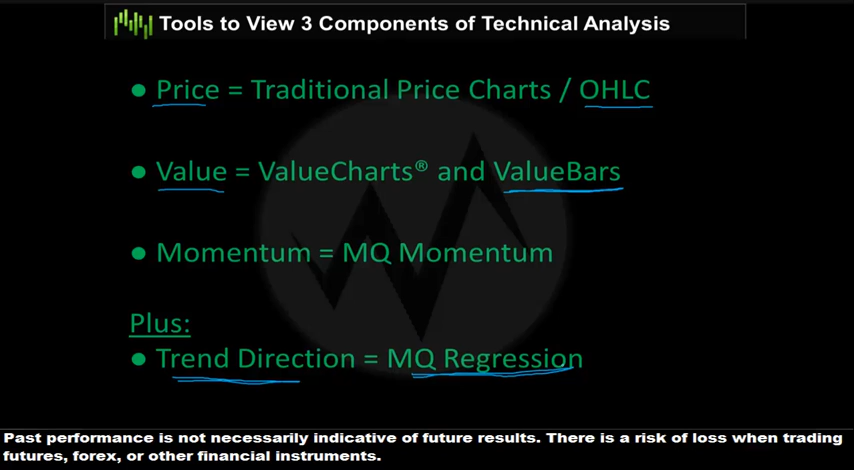 Tools to View 3 Components of Technical Analysis
● Price = Traditional Price Charts / OHLC
● Value = ValueCharts® and ValueBars
● Momentum = MQ Momentum
Plus:
● Trend Direction = MQ Regression
Past performance is not necessarily indicative of future results. There is a risk of loss when trading
futures, forex, or other financial instruments.